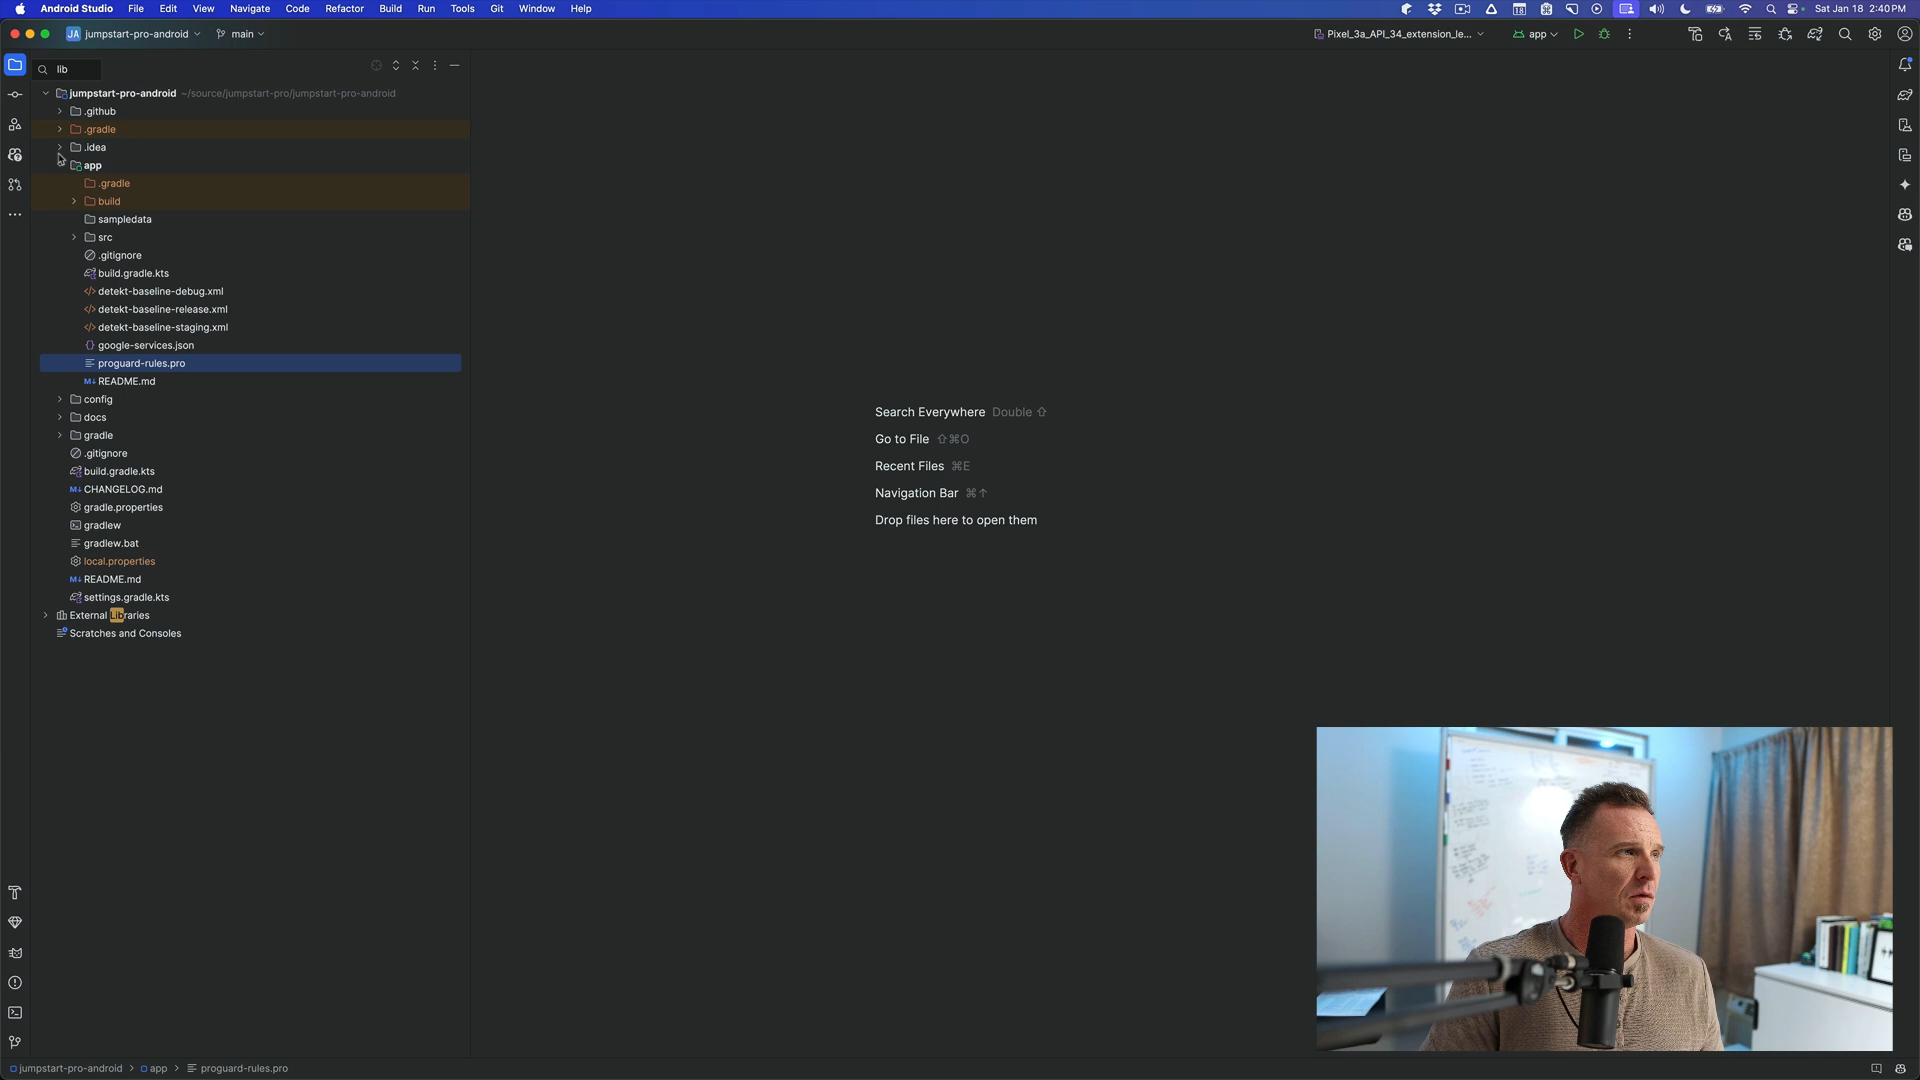 Android Studio File Edit View Navigate Code Refactor Build Run Tools Git Window Help
18 Sat Jan 18 2:40 PM
JA jumpstart-pro-android main
Pixel_3a_API_34_extension_le... app
lib
jumpstart-pro-android ~/source/jumpstart-pro/jumpstart-pro-android
.github
.gradle
.idea
app
.gradle
build
sampledata
src
.gitignore
build.gradle.kts
detekt-baseline-debug.xml
detekt-baseline-release.xml
detekt-baseline-staging.xml
google-services.json
proguard-rules.pro
M↓ README.md
config
docs
gradle
.gitignore
build.gradle.kts
M↓ CHANGELOG.md
gradle.properties
gradlew
gradlew.bat
local.properties
M↓ README.md
settings.gradle.kts
External Libraries
Scratches and Consoles
Search Everywhere Double ⇧
Go to File ⇧⌘O
Recent Files ⌘E
Navigation Bar ⌘↑
Drop files here to open them
jumpstart-pro-android > app > proguard-rules.pro